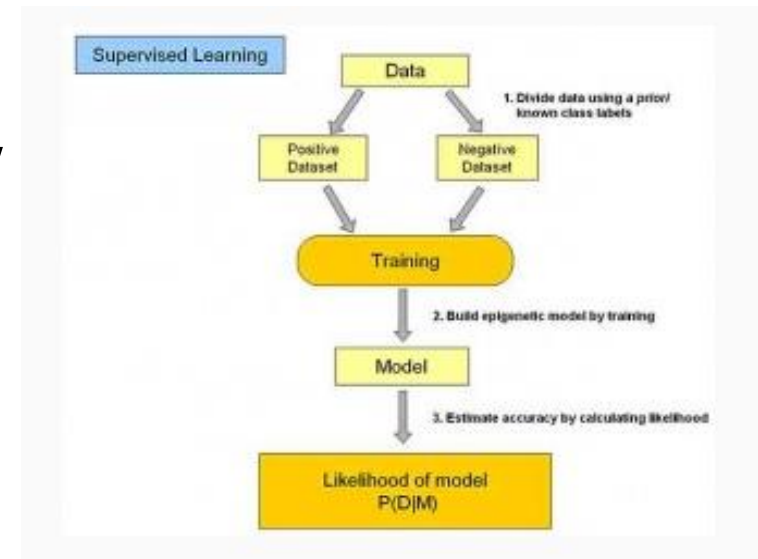 Supervised Learning
Data
1. Divide data using a prior/
known class labels
Positive
Dataset
Negative
Dataset
Training
2. Build epigenetic model by training
Model
3. Estimate accuracy by calculating likelihood
Likelihood of model
P(D|M)